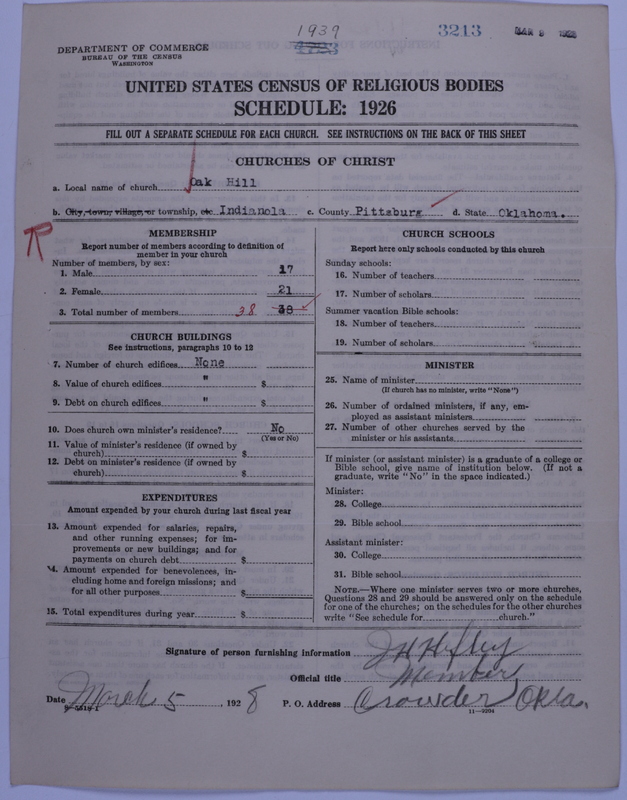 1939
1723
3213
MAR 9 1928
DEPARTMENT OF COMMERCE
BUREAU OF THE CENSUS
WASHINGTON
UNITED STATES CENSUS OF RELIGIOUS BODIES
SCHEDULE: 1926
FILL OUT A SEPARATE SCHEDULE FOR EACH CHURCH. SEE INSTRUCTIONS ON THE BACK OF THIS SHEET
CHURCHES OF CHRIST
a. Local name of church Oak Hill
b. City, town, village, or township, etc Indianola c. County Pittsburg d. State Oklahoma.
MEMBERSHIP
Report number of members according to definition of
member in your church
Number of members, by sex:
1. Male 17
2. Female 21
3. Total number of members 38 38
CHURCH BUILDINGS
See instructions, paragraphs 10 to 12
7. Number of church edifices None
8. Value of church edifices " $
9. Debt on church edifices " $
10. Does church own minister's residence? No
(Yes or No)
11. Value of minister's residence (if owned by
church) $
12. Debt on minister's residence (if owned by
church) $
EXPENDITURES
Amount expended by your church during last fiscal year
13. Amount expended for salaries, repairs,
and other running expenses; for im-
provements or new buildings; and for
payments on church debt $
14. Amount expended for benevolences, in-
cluding home and foreign missions; and
for all other purposes $
15. Total expenditures during year $
CHURCH SCHOOLS
Report here only schools conducted by this church
Sunday schools:
16. Number of teachers
17. Number of scholars
Summer vacation Bible schools:
18. Number of teachers
19. Number of scholars
MINISTER
25. Name of minister
(If church has no minister, write "None")
26. Number of ordained ministers, if any, em-
ployed as assistant ministers
27. Number of other churches served by the
minister or his assistants
If minister (or assistant minister) is a graduate of a college or
Bible school, give name of institution below. (If not a
graduate, write "No" in the space indicated.)
Minister:
28. College
29. Bible school
Assistant minister:
30. College
31. Bible school
NOTE.—Where one minister serves two or more churches,
Questions 28 and 29 should be answered only on the schedule
for one of the churches; on the schedules for the other churches
write "See schedule for church."
Signature of person furnishing information J H Hefley
Official title Member
Date March 5, 1928 P. O. Address Crowder, Okla.
11—9204